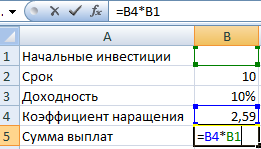 fx =B4*B1
A B
1 Начальные инвестиции
2 Срок 10
3 Доходность 10%
4 Коэффициент наращения 2,59
5 Сумма выплат =B4*B1